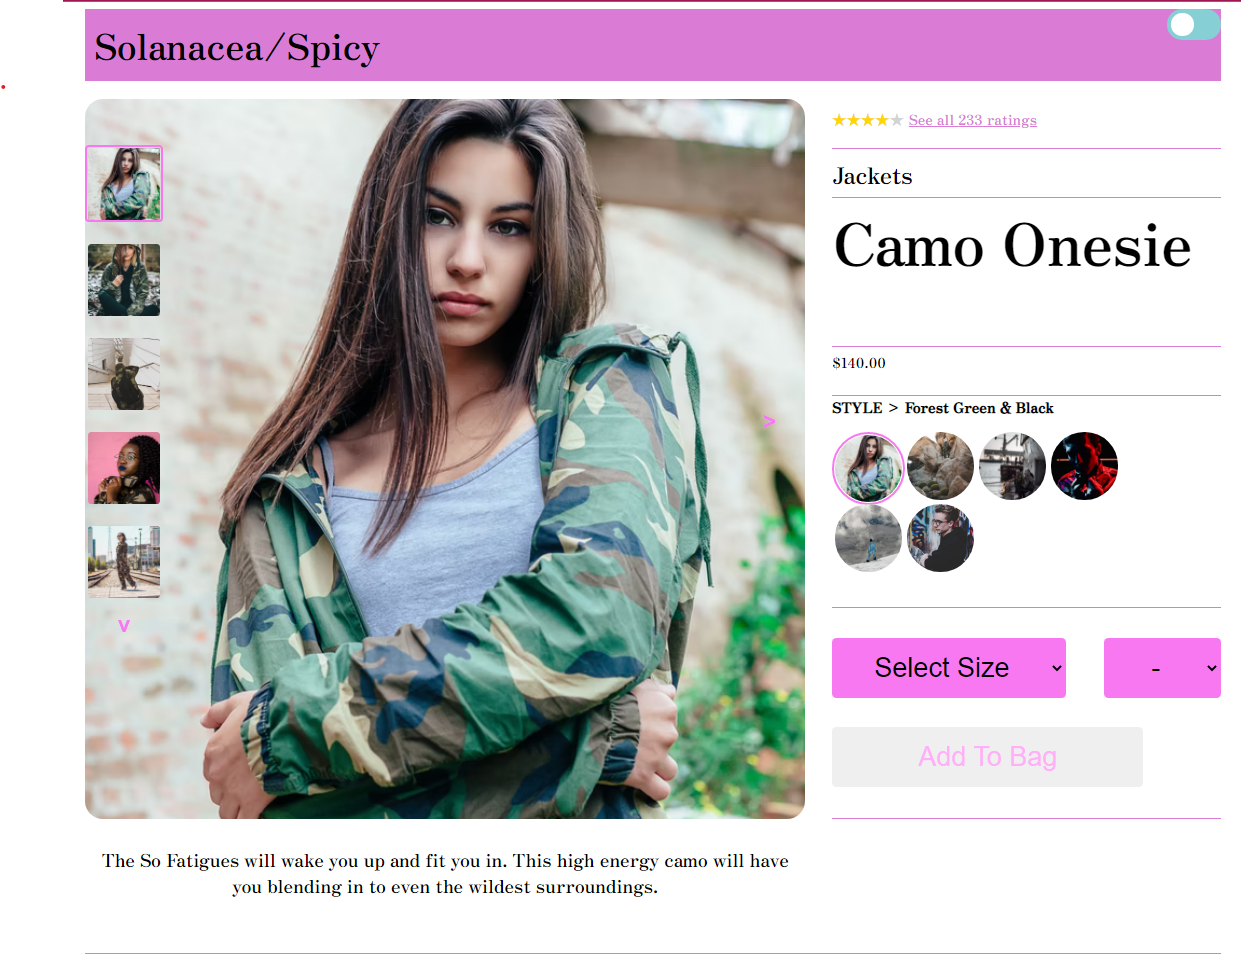 Solanacea/Spicy
★★★★★ See all 233 ratings
Jackets
Camo Onesie
$140.00
STYLE > Forest Green & Black
>
v
Select Size
-
Add To Bag
The So Fatigues will wake you up and fit you in. This high energy camo will have
you blending in to even the wildest surroundings.